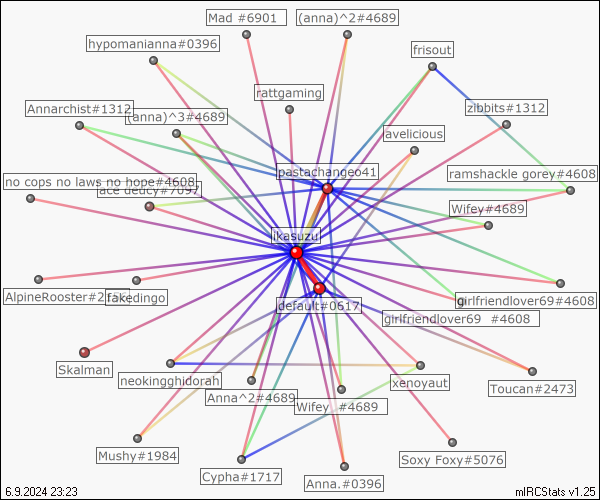 Mad #6901
(anna)^2#4689
hypomanianna#0396
frisout
rattgaming
Annarchist#1312
(anna)^3#4689
zibbits#1312
avelicious
pastachangeo41
ramshackle gorey#4608
no cops no laws no hope#4608
ace deucy#7097
Wifey#4689
ikasuzu
AlpineRooster#2
fakedingo
default#0617
girlfriendlover69#4608
girlfriendlover69 #4608
Skalman
neokingghidorah
xenoyaut
Toucan#2473
Anna^2#4689
Wifey #4689
Mushy#1984
Cypha#1717
Anna.#0396
Soxy Foxy#5076
6.9.2024 23:23
mIRCStats v1.25